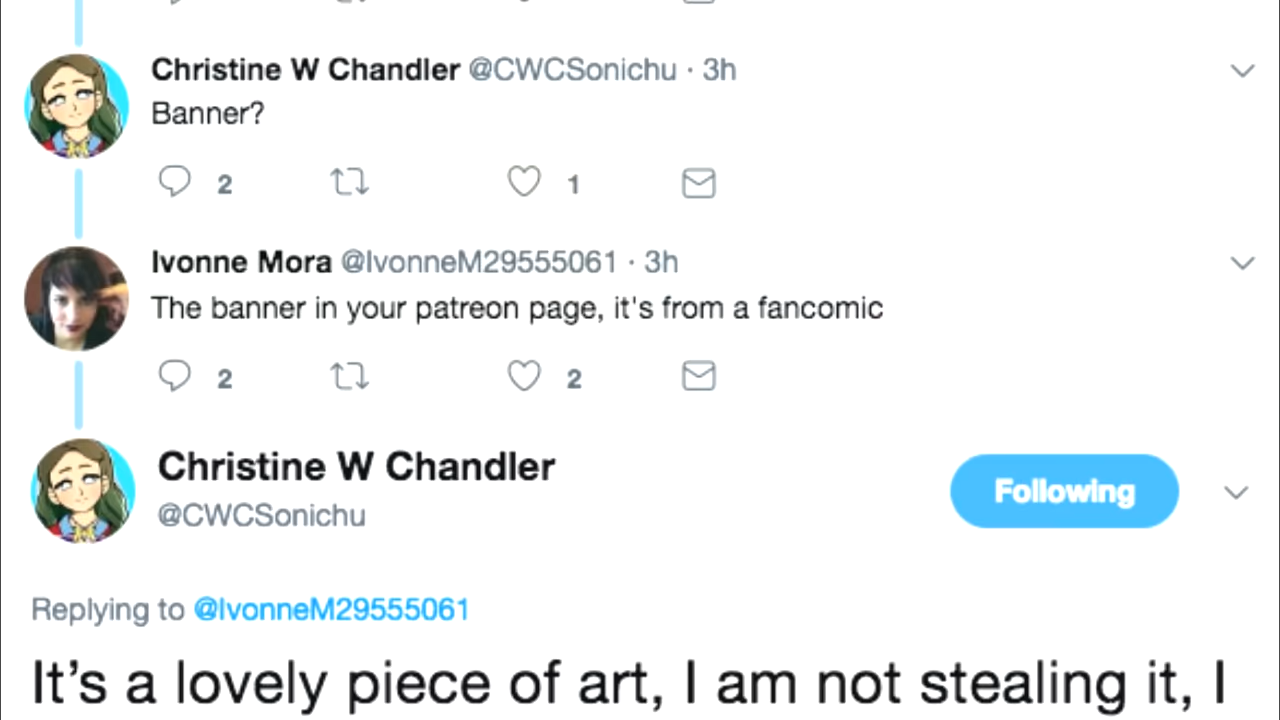 Christine W Chandler @CWCSonichu · 3h
Banner?
2 1
Ivonne Mora @IvonneM29555061 · 3h
The banner in your patreon page, it's from a fancomic
2 2
Christine W Chandler
Following
@CWCSonichu
Replying to @IvonneM29555061
It’s a lovely piece of art, I am not stealing it, I